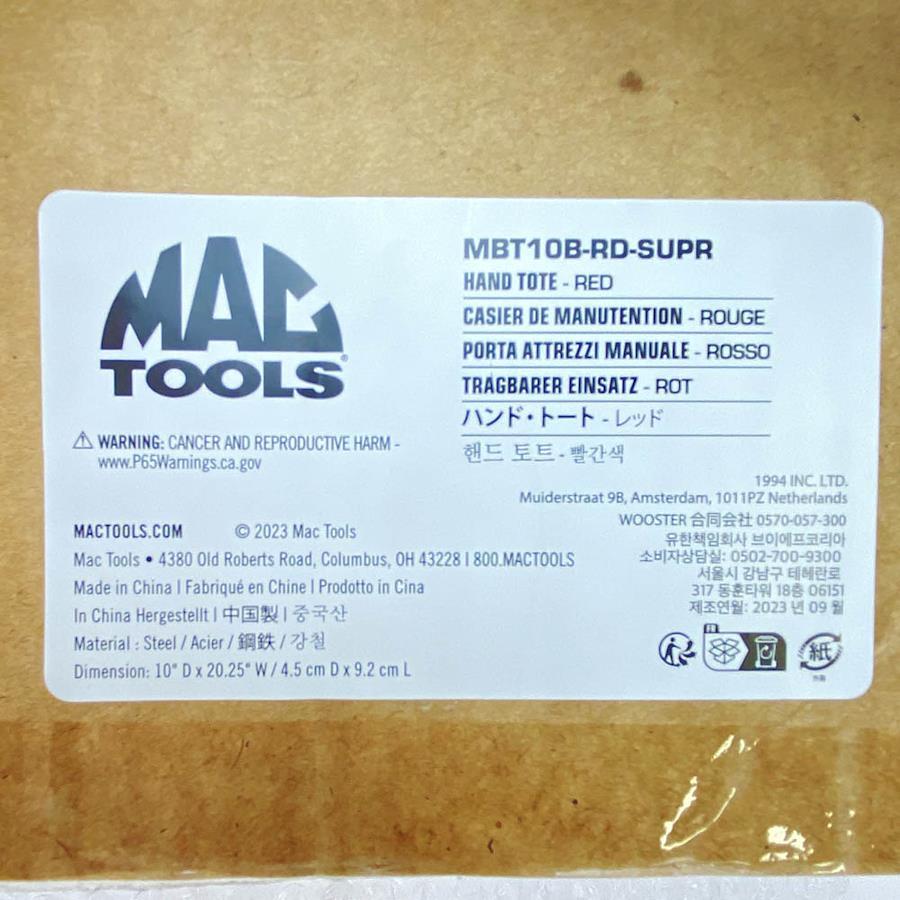 MAC
TOOLS®
⚠ WARNING: CANCER AND REPRODUCTIVE HARM -
www.P65Warnings.ca.gov
MBT10B-RD-SUPR
HAND TOTE - RED
CASIER DE MANUTENTION - ROUGE
PORTA ATTREZZI MANUALE - ROSSO
TRAGBARER EINSATZ - ROT
ハンド・トート - レッド
핸드 토트 - 빨간색
1994 INC. LTD.
Muiderstraat 9B, Amsterdam, 1011PZ Netherlands
WOOSTER 合同会社 0570-057-300
유한책임회사 브이에프코리아
소비자상담실: 0502-700-9300
서울시 강남구 테헤란로
317 동훈타워 18층 06151
제조연월: 2023 년 09 월
MACTOOLS.COM © 2023 Mac Tools
Mac Tools • 4380 Old Roberts Road, Columbus, OH 43228 | 800.MACTOOLS
Made in China | Fabriqué en Chine | Prodotto in Cina
In China Hergestellt | 中国製 | 중국산
Material : Steel / Acier / 鋼鉄 / 강철
Dimension: 10" D x 20.25" W / 4.5 cm D x 9.2 cm L
FR
紙